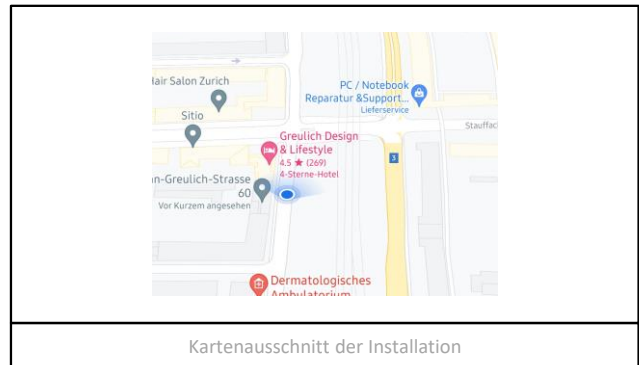 Hair Salon Zurich
Sitio
PC / Notebook
Reparatur &Support...
Lieferservice
Stauffac
Greulich Design
& Lifestyle
4.5 ★ (269)
4-Sterne-Hotel
3
n-Greulich-Strasse
60
Vor Kurzem angesehen
Dermatologisches
Ambulatorium
Kartenausschnitt der Installation